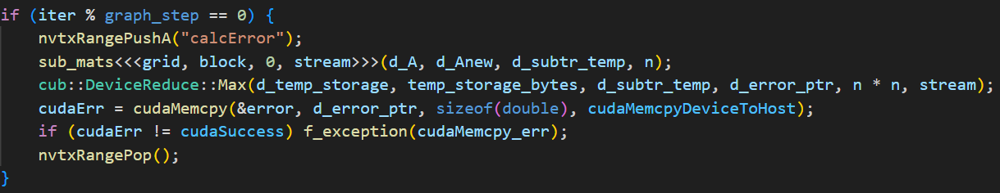 if (iter % graph_step == 0) {
    nvtxRangePushA("calcError");
    sub_mats<<<grid, block, 0, stream>>>(d_A, d_Anew, d_subtr_temp, n);
    cub::DeviceReduce::Max(d_temp_storage, temp_storage_bytes, d_subtr_temp, d_error_ptr, n * n, stream);
    cudaErr = cudaMemcpy(&error, d_error_ptr, sizeof(double), cudaMemcpyDeviceToHost);
    if (cudaErr != cudaSuccess) f_exception(cudaMemcpy_err);
    nvtxRangePop();
}